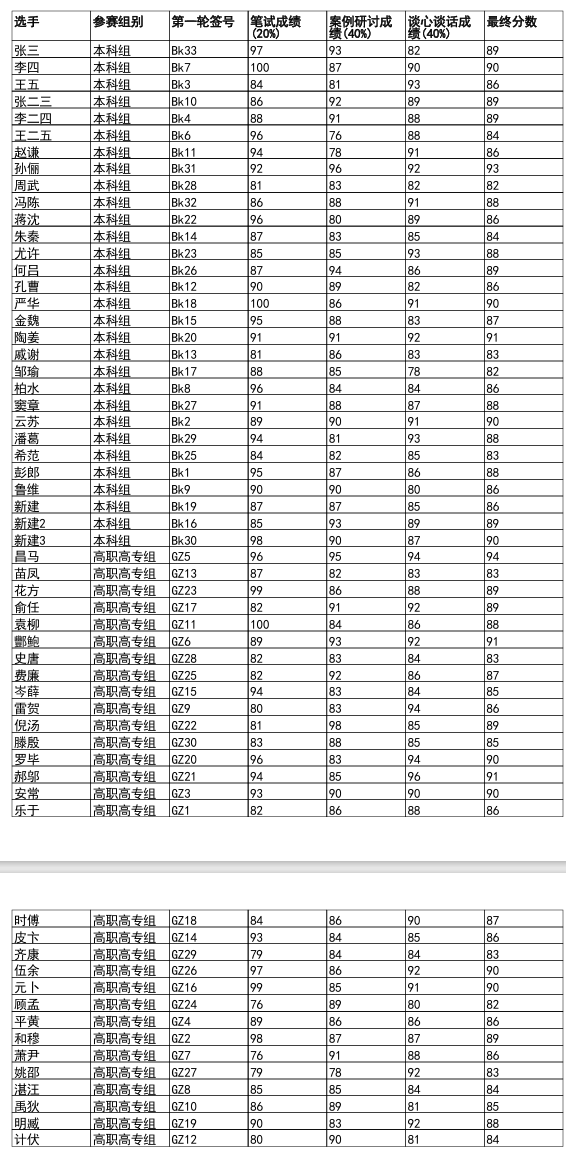 选手 参赛组别 第一轮签号 笔试成绩(20%) 案例研讨成绩(40%) 谈心谈话成绩(40%) 最终分数
张三 本科组 Bk33 97 93 82 89
李四 本科组 Bk7 100 87 90 90
王五 本科组 Bk3 84 81 93 86
张二三 本科组 Bk10 86 92 89 89
李二四 本科组 Bk4 88 91 88 89
王二五 本科组 Bk6 96 76 88 84
赵谦 本科组 Bk11 94 78 91 86
孙俪 本科组 Bk31 92 96 92 93
周武 本科组 Bk28 81 83 82 82
冯陈 本科组 Bk32 86 88 91 88
蒋沈 本科组 Bk22 96 80 89 86
朱秦 本科组 Bk14 87 83 85 84
尤许 本科组 Bk23 85 85 93 88
何吕 本科组 Bk26 87 94 86 89
孔曹 本科组 Bk12 90 89 82 86
严华 本科组 Bk18 100 86 91 90
金魏 本科组 Bk15 95 88 83 87
陶姜 本科组 Bk20 91 91 92 91
戚谢 本科组 Bk13 81 86 83 83
邹瑜 本科组 Bk17 88 85 78 82
柏水 本科组 Bk8 96 84 84 86
窦章 本科组 Bk27 91 88 87 88
云苏 本科组 Bk2 89 90 91 90
潘葛 本科组 Bk29 94 81 93 88
希范 本科组 Bk25 84 82 85 83
彭郎 本科组 Bk1 95 87 86 88
鲁维 本科组 Bk9 90 90 80 86
新建 本科组 Bk19 87 87 85 86
新建2 本科组 Bk16 85 93 89 89
新建3 本科组 Bk30 98 90 87 90
昌马 高职高专组 GZ5 96 95 94 94
苗凤 高职高专组 GZ13 87 82 83 83
花方 高职高专组 GZ23 99 86 88 89
俞任 高职高专组 GZ17 82 91 92 89
袁柳 高职高专组 GZ11 100 84 86 88
酆鲍 高职高专组 GZ6 89 93 92 91
史唐 高职高专组 GZ28 82 83 84 83
费廉 高职高专组 GZ25 82 92 86 87
岑薛 高职高专组 GZ15 94 83 84 85
雷贺 高职高专组 GZ9 80 83 94 86
倪汤 高职高专组 GZ22 81 98 85 89
滕殷 高职高专组 GZ30 83 88 85 85
罗毕 高职高专组 GZ20 96 83 94 90
郝邬 高职高专组 GZ21 94 85 96 91
安常 高职高专组 GZ3 93 90 90 90
乐于 高职高专组 GZ1 82 86 88 86
时傅 高职高专组 GZ18 84 86 90 87
皮卞 高职高专组 GZ14 93 84 85 86
齐康 高职高专组 GZ29 79 84 84 83
伍余 高职高专组 GZ26 97 86 92 90
元卜 高职高专组 GZ16 99 85 91 90
顾孟 高职高专组 GZ24 76 89 80 82
平黄 高职高专组 GZ4 89 86 86 86
和穆 高职高专组 GZ2 98 87 87 89
萧尹 高职高专组 GZ7 76 91 88 86
姚邵 高职高专组 GZ27 79 78 92 83
湛汪 高职高专组 GZ8 85 85 84 84
禹狄 高职高专组 GZ10 86 89 81 85
明臧 高职高专组 GZ19 90 83 92 88
计伏 高职高专组 GZ12 80 90 81 84